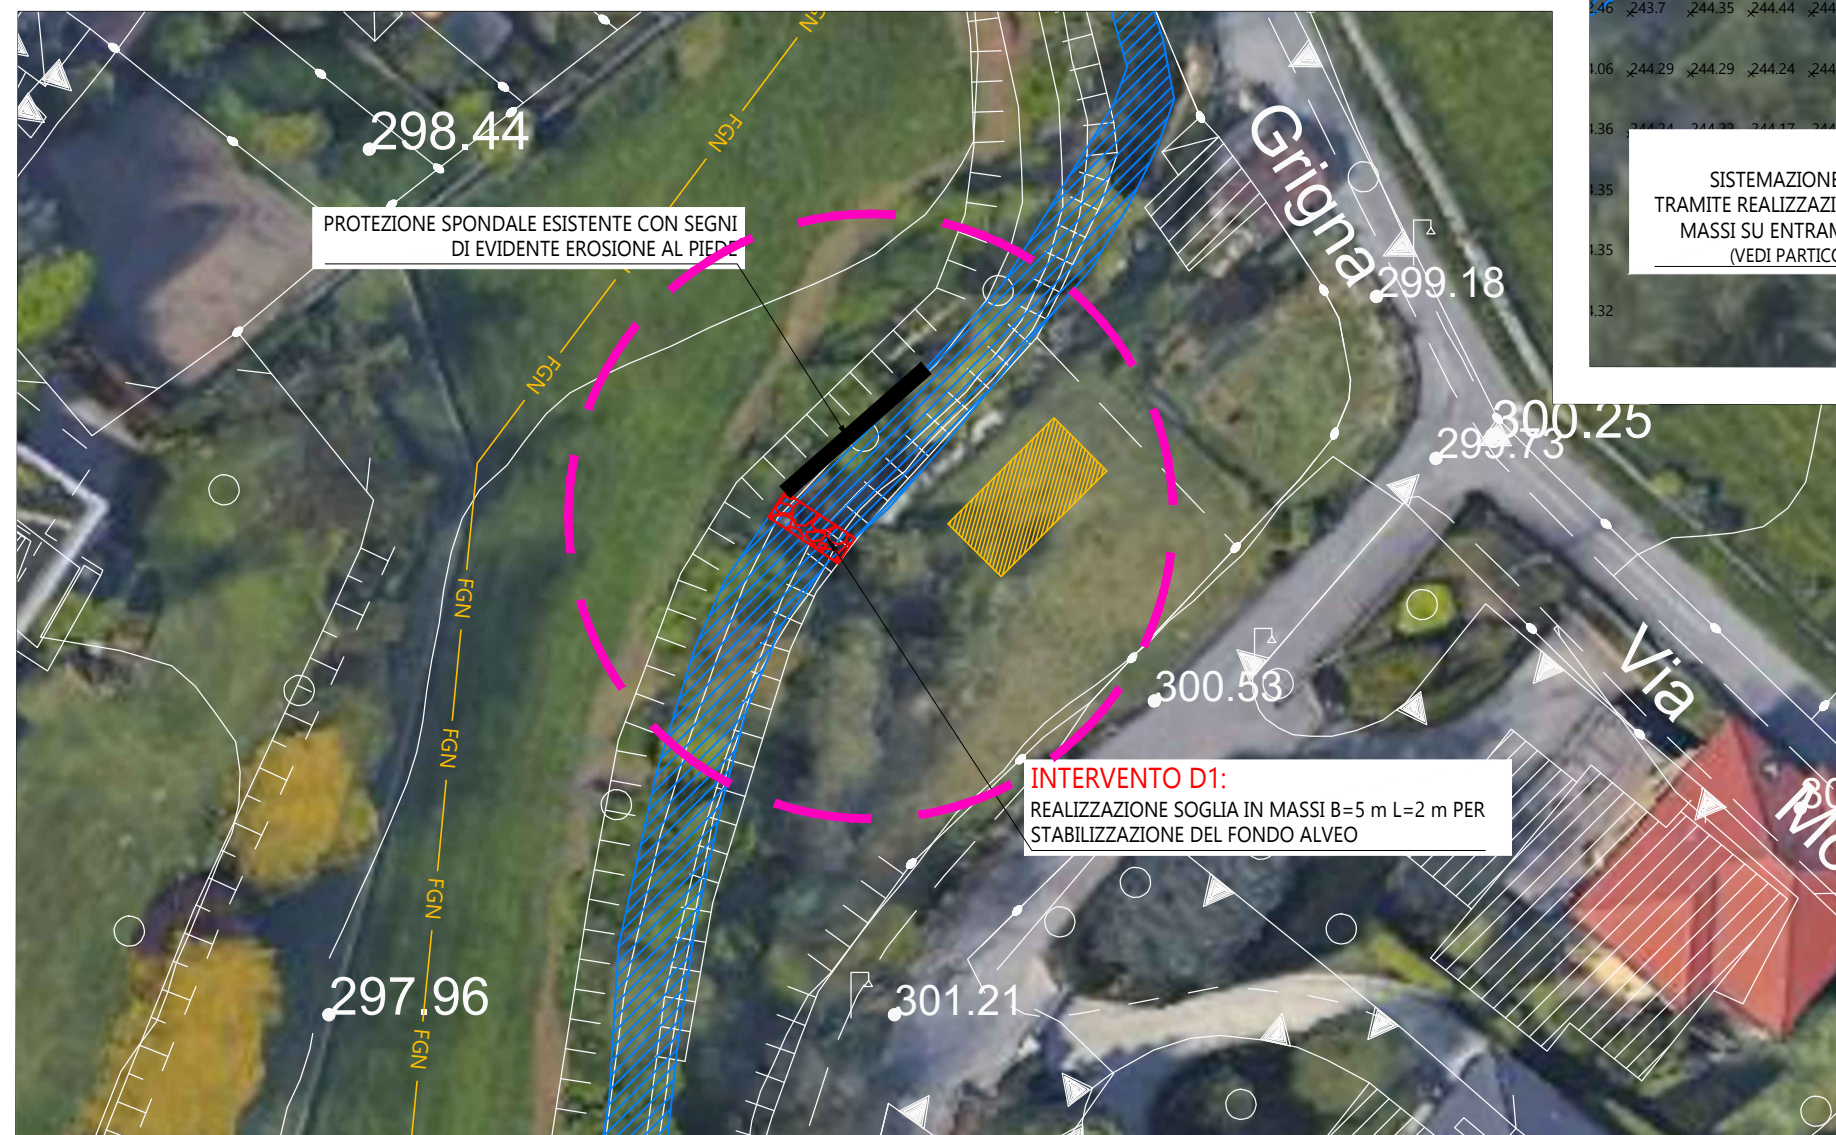 243.7 244.35 244.44
244.29 244.29 244.24
298.44
PROTEZIONE SPONDALE ESISTENTE CON SEGNI
DI EVIDENTE EROSIONE AL PIEDE
SISTEMAZIONE
(VEDI
MASSI SU
TRAMITE
FGN
FGN
FGN
Grigna
299.18
300.25
299.73
FGN
FGN
Via
300.53
INTERVENTO D1:
REALIZZAZIONE SOGLIA IN MASSI B=5 m L=2 m PER
STABILIZZAZIONE DEL FONDO ALVEO
FGN
297.96
301.21
FGN